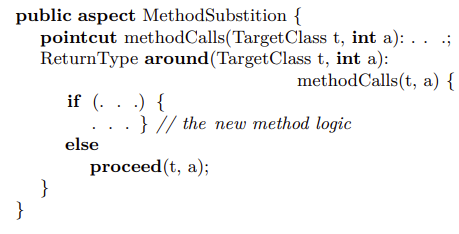 public aspect MethodSubstition {
pointcut methodCalls(TargetClass t, int a): . . .;
ReturnType around(TargetClass t, int a):
methodCalls(t, a) {
if (. . .) {
. . . } // the new method logic
else
proceed(t, a);
}
}